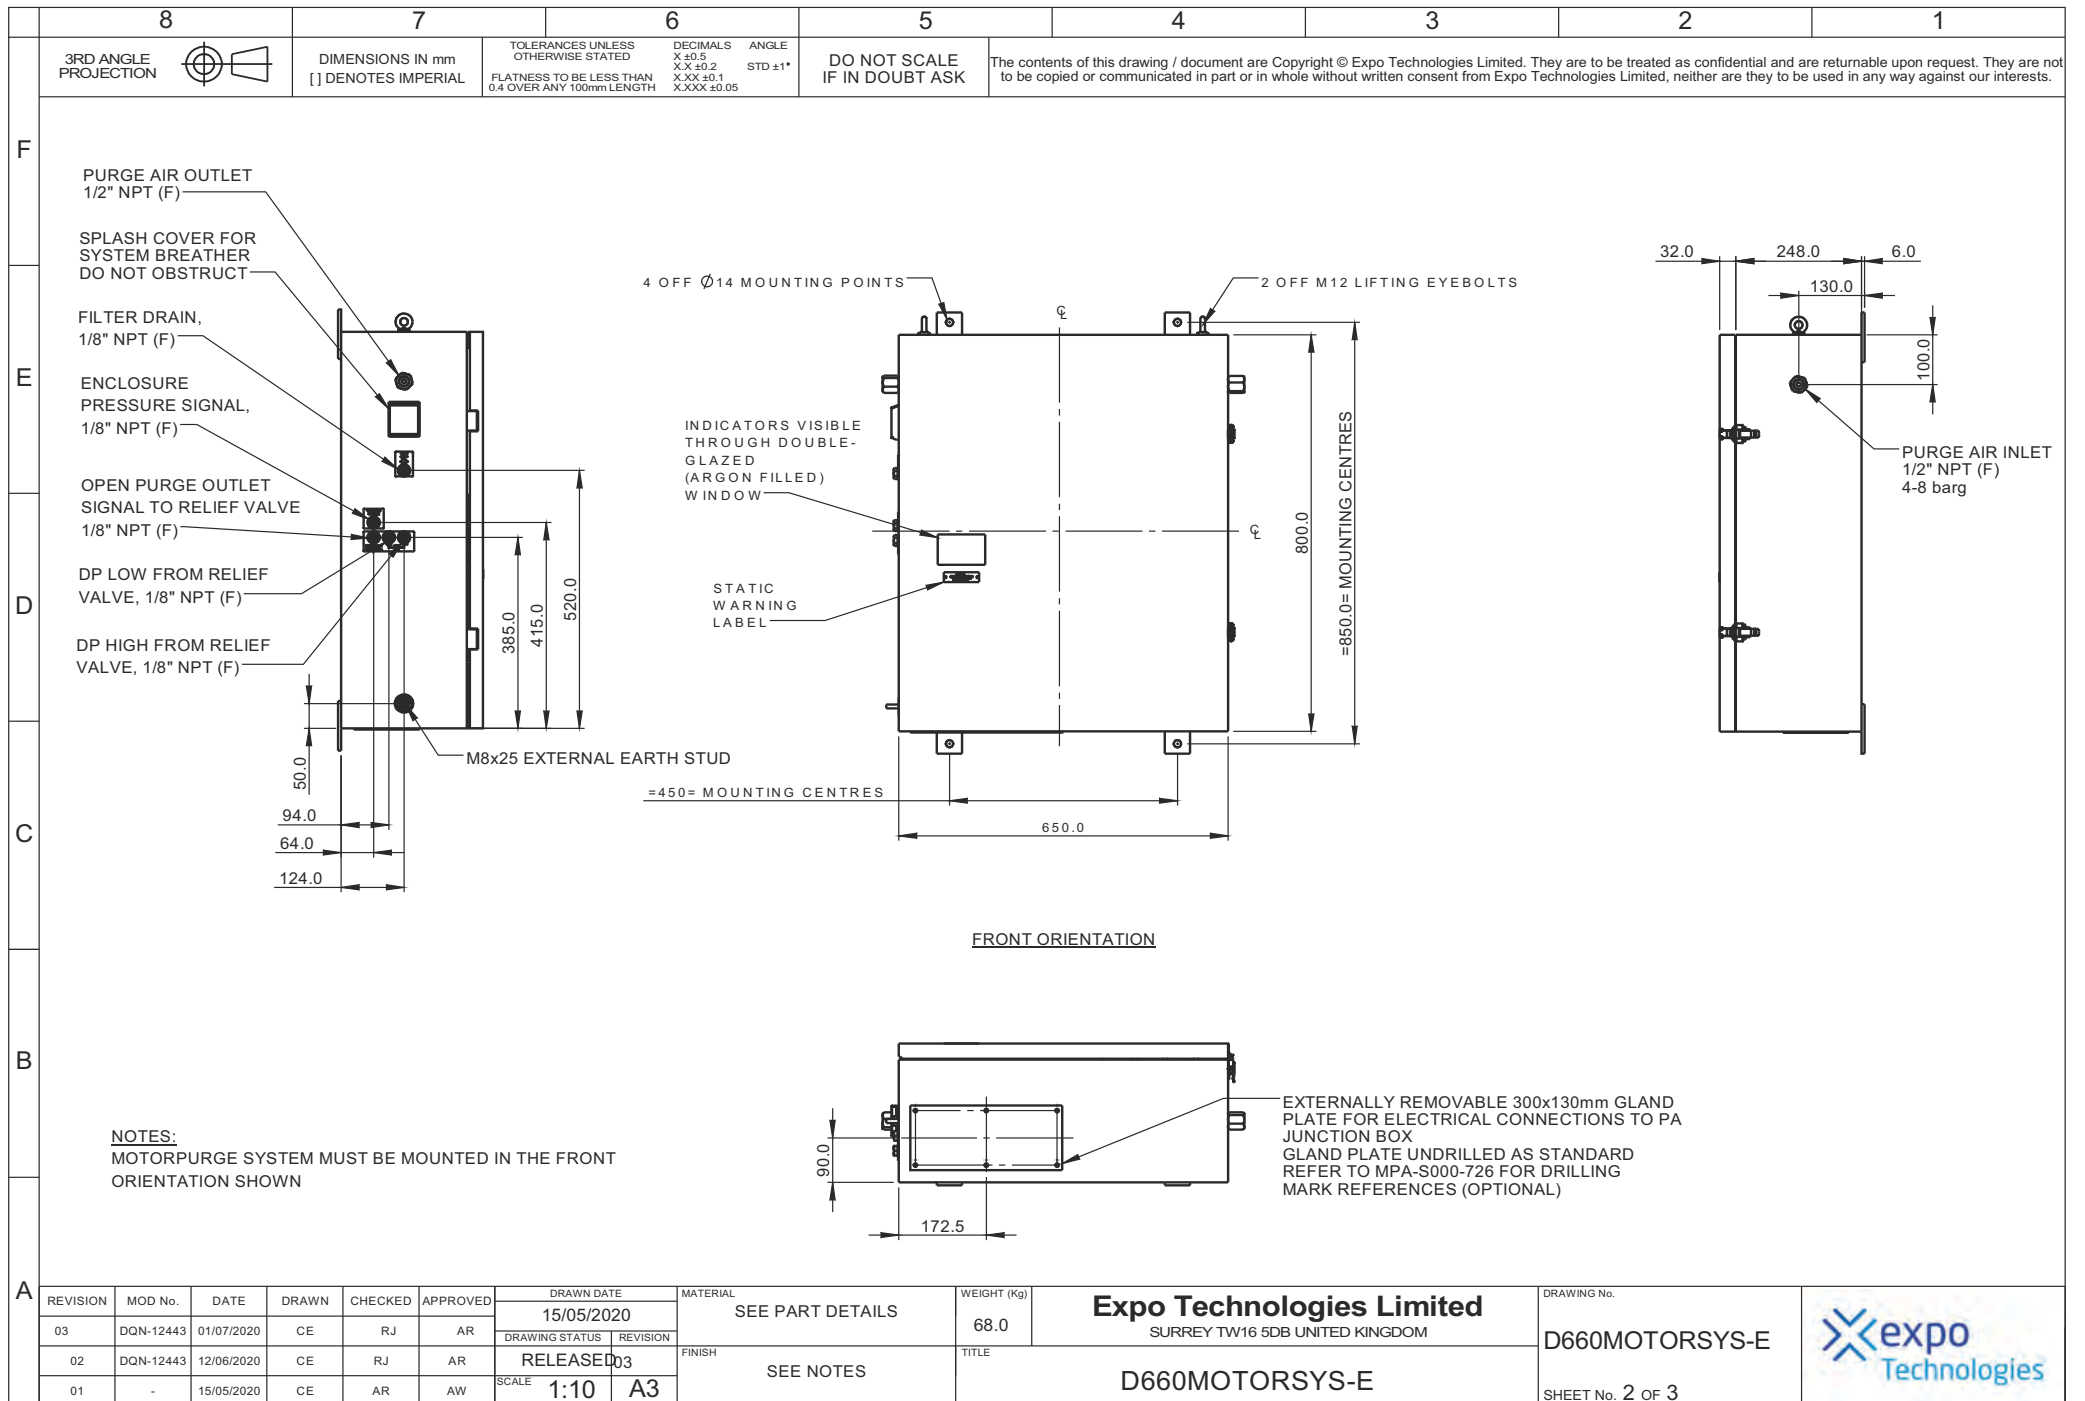 8 7 6 5 4 3 2 1
3RD ANGLE
PROJECTION
DIMENSIONS IN mm
[ ] DENOTES IMPERIAL
TOLERANCES UNLESS
OTHERWISE STATED
FLATNESS TO BE LESS THAN
0.4 OVER ANY 100mm LENGTH
DECIMALS
X ±0.5
X.X ±0.2
X.XX ±0.1
X.XXX ±0.05
ANGLE
STD ±1°
DO NOT SCALE
IF IN DOUBT ASK
The contents of this drawing / document are Copyright © Expo Technologies Limited. They are to be treated as confidential and are returnable upon request. They are not
to be copied or communicated in part or in whole without written consent from Expo Technologies Limited, neither are they to be used in any way against our interests.
F
E
D
C
B
A
PURGE AIR OUTLET
1/2" NPT (F)
SPLASH COVER FOR
SYSTEM BREATHER
DO NOT OBSTRUCT
FILTER DRAIN,
1/8" NPT (F)
ENCLOSURE
PRESSURE SIGNAL,
1/8" NPT (F)
OPEN PURGE OUTLET
SIGNAL TO RELIEF VALVE
1/8" NPT (F)
DP LOW FROM RELIEF
VALVE, 1/8" NPT (F)
DP HIGH FROM RELIEF
VALVE, 1/8" NPT (F)
385.0
415.0
520.0
50.0
M8x25 EXTERNAL EARTH STUD
94.0
64.0
124.0
4 OFF Ø14 MOUNTING POINTS
2 OFF M12 LIFTING EYEBOLTS
℄
℄
INDICATORS VISIBLE
THROUGH DOUBLE-
GLAZED
(ARGON FILLED)
WINDOW
STATIC
WARNING
LABEL
800.0
=850.0= MOUNTING CENTRES
=450= MOUNTING CENTRES
650.0
32.0
248.0
6.0
130.0
100.0
PURGE AIR INLET
1/2" NPT (F)
4-8 barg
FRONT ORIENTATION
90.0
172.5
EXTERNALLY REMOVABLE 300x130mm GLAND
PLATE FOR ELECTRICAL CONNECTIONS TO PA
JUNCTION BOX
GLAND PLATE UNDRILLED AS STANDARD
REFER TO MPA-S000-726 FOR DRILLING
MARK REFERENCES (OPTIONAL)
NOTES:
MOTORPURGE SYSTEM MUST BE MOUNTED IN THE FRONT
ORIENTATION SHOWN
REVISION MOD No. DATE DRAWN CHECKED APPROVED
03 DQN-12443 01/07/2020 CE RJ AR
02 DQN-12443 12/06/2020 CE RJ AR
01 - 15/05/2020 CE AR AW
DRAWN DATE
15/05/2020
DRAWING STATUS REVISION
RELEASED 03
SCALE 1:10 A3
MATERIAL
SEE PART DETAILS
FINISH
SEE NOTES
WEIGHT (Kg)
68.0
Expo Technologies Limited
SURREY TW16 5DB UNITED KINGDOM
TITLE
D660MOTORSYS-E
DRAWING No.
D660MOTORSYS-E
SHEET No. 2 OF 3
expo
Technologies